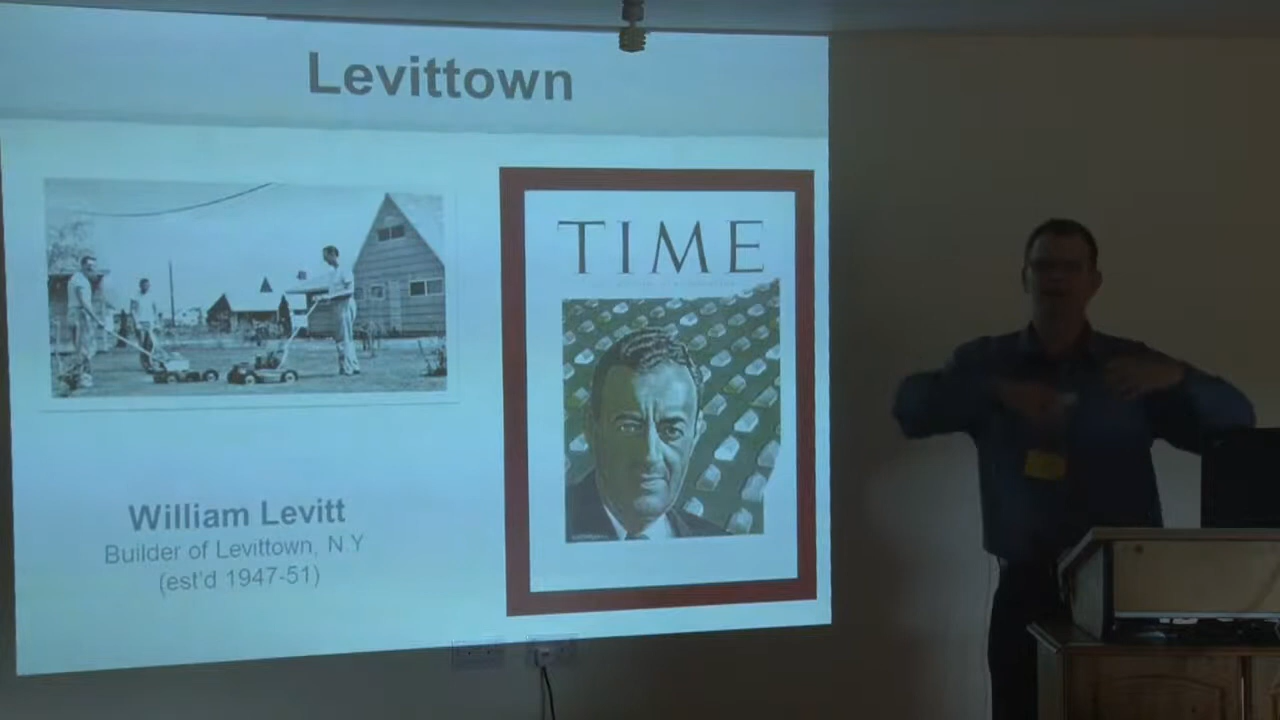 Levittown
TIME
William Levitt
Builder of Levittown, N.Y
(est'd 1947-51)